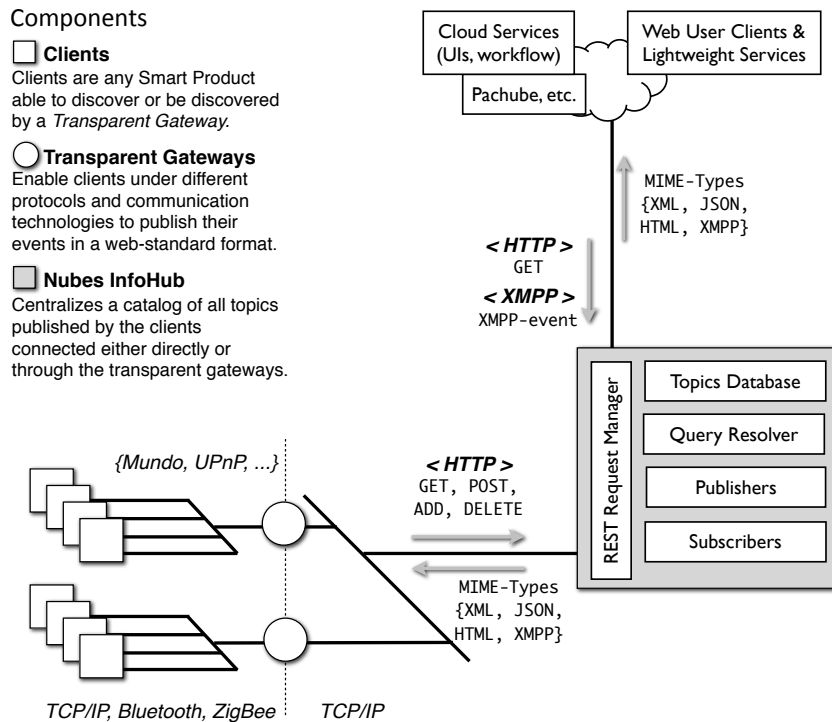 Components
Clients
Clients are any Smart Product
able to discover or be discovered
by a Transparent Gateway.
Transparent Gateways
Enable clients under different
protocols and communication
technologies to publish their
events in a web-standard format.
Nubes InfoHub
Centralizes a catalog of all topics
published by the clients
connected either directly or
through the transparent gateways.
Cloud Services
(UIs, workflow)
Pachube, etc.
Web User Clients &
Lightweight Services
MIME-Types
{XML, JSON,
HTML, XMPP}
< HTTP >
GET
< XMPP >
XMPP-event
REST Request Manager
Topics Database
Query Resolver
Publishers
Subscribers
{Mundo, UPnP, ...}
< HTTP >
GET, POST,
ADD, DELETE
MIME-Types
{XML, JSON,
HTML, XMPP}
TCP/IP, Bluetooth, ZigBee
TCP/IP